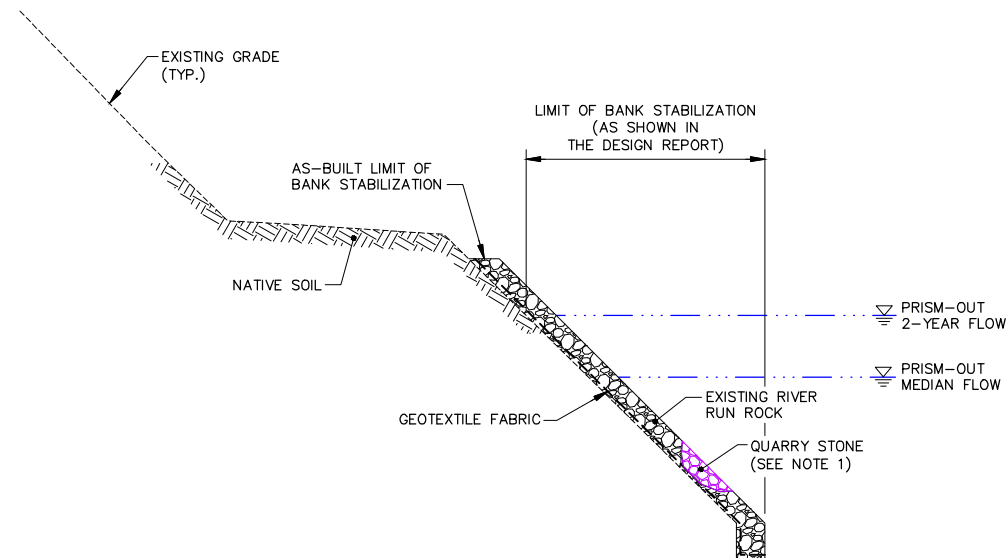 EXISTING GRADE
(TYP.)
LIMIT OF BANK STABILIZATION
(AS SHOWN IN
THE DESIGN REPORT)
AS-BUILT LIMIT OF
BANK STABILIZATION
NATIVE SOIL
PRISM-OUT
2-YEAR FLOW
PRISM-OUT
MEDIAN FLOW
GEOTEXTILE FABRIC
EXISTING RIVER
RUN ROCK
QUARRY STONE
(SEE NOTE 1)